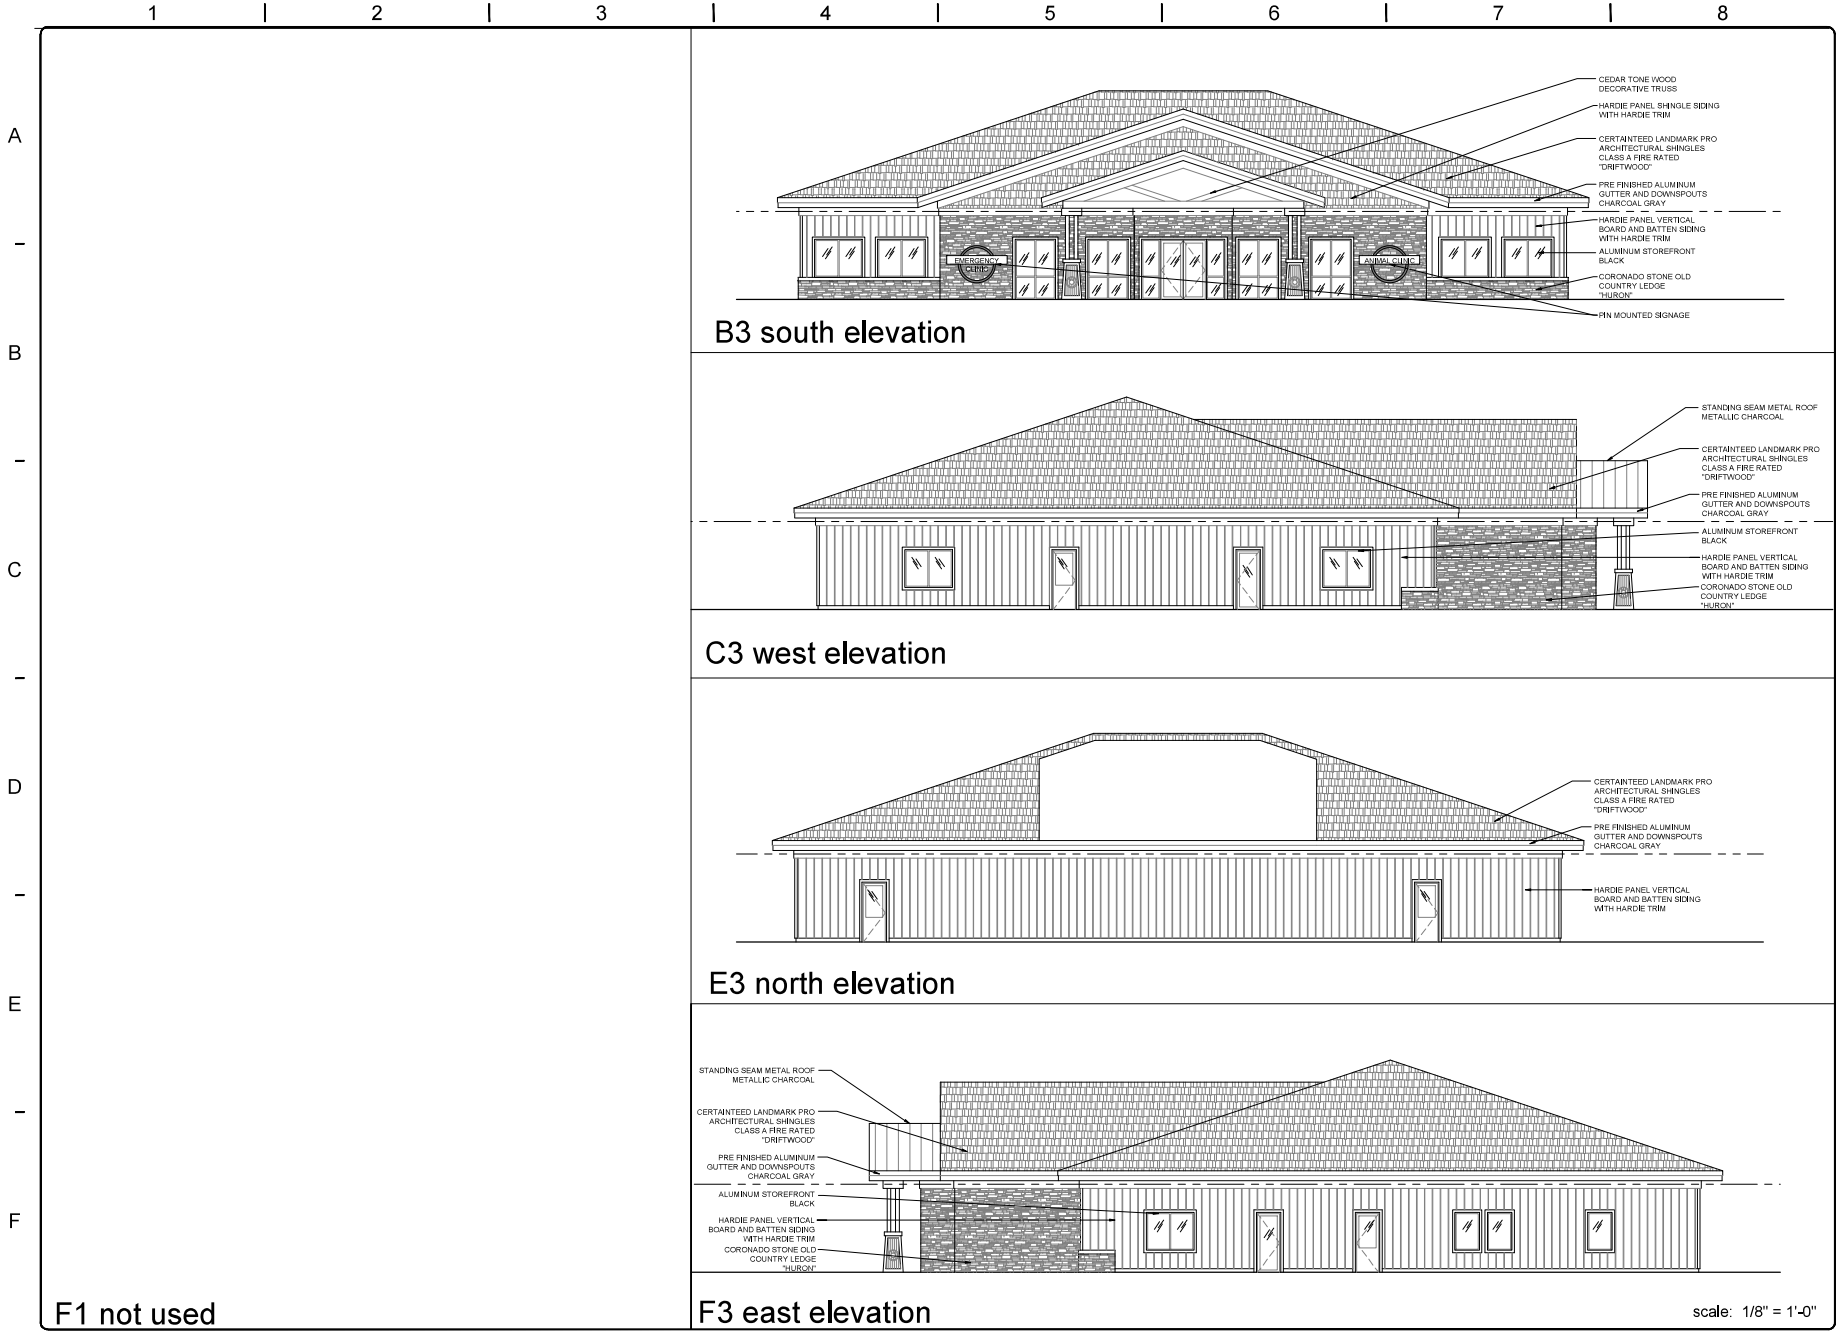 1 2 3 4 5 6 7 8
A
CEDAR TONE WOOD
DECORATIVE TRUSS
HARDIE PANEL SHINGLE SIDING
WITH HARDIE TRIM
CERTAINTEED LANDMARK PRO
ARCHITECTURAL SHINGLES
CLASS A FIRE RATED
"DRIFTWOOD"
PRE FINISHED ALUMINUM
GUTTER AND DOWNSPOUTS
CHARCOAL GRAY
HARDIE PANEL VERTICAL
BOARD AND BATTEN SIDING
WITH HARDIE TRIM
ALUMINUM STOREFRONT
BLACK
CORONADO STONE OLD
COUNTRY LEDGE
"HURON"
PIN MOUNTED SIGNAGE
EMERGENCY
CLINIC
ANIMAL CLINIC
B3 south elevation
B
STANDING SEAM METAL ROOF
METALLIC CHARCOAL
CERTAINTEED LANDMARK PRO
ARCHITECTURAL SHINGLES
CLASS A FIRE RATED
"DRIFTWOOD"
PRE FINISHED ALUMINUM
GUTTER AND DOWNSPOUTS
CHARCOAL GRAY
ALUMINUM STOREFRONT
BLACK
HARDIE PANEL VERTICAL
BOARD AND BATTEN SIDING
WITH HARDIE TRIM
CORONADO STONE OLD
COUNTRY LEDGE
"HURON"
C
C3 west elevation
D
CERTAINTEED LANDMARK PRO
ARCHITECTURAL SHINGLES
CLASS A FIRE RATED
"DRIFTWOOD"
PRE FINISHED ALUMINUM
GUTTER AND DOWNSPOUTS
CHARCOAL GRAY
HARDIE PANEL VERTICAL
BOARD AND BATTEN SIDING
WITH HARDIE TRIM
E3 north elevation
E
STANDING SEAM METAL ROOF
METALLIC CHARCOAL
CERTAINTEED LANDMARK PRO
ARCHITECTURAL SHINGLES
CLASS A FIRE RATED
"DRIFTWOOD"
PRE FINISHED ALUMINUM
GUTTER AND DOWNSPOUTS
CHARCOAL GRAY
ALUMINUM STOREFRONT
BLACK
HARDIE PANEL VERTICAL
BOARD AND BATTEN SIDING
WITH HARDIE TRIM
CORONADO STONE OLD
COUNTRY LEDGE
"HURON"
F
F1 not used
F3 east elevation
scale: 1/8" = 1'-0"